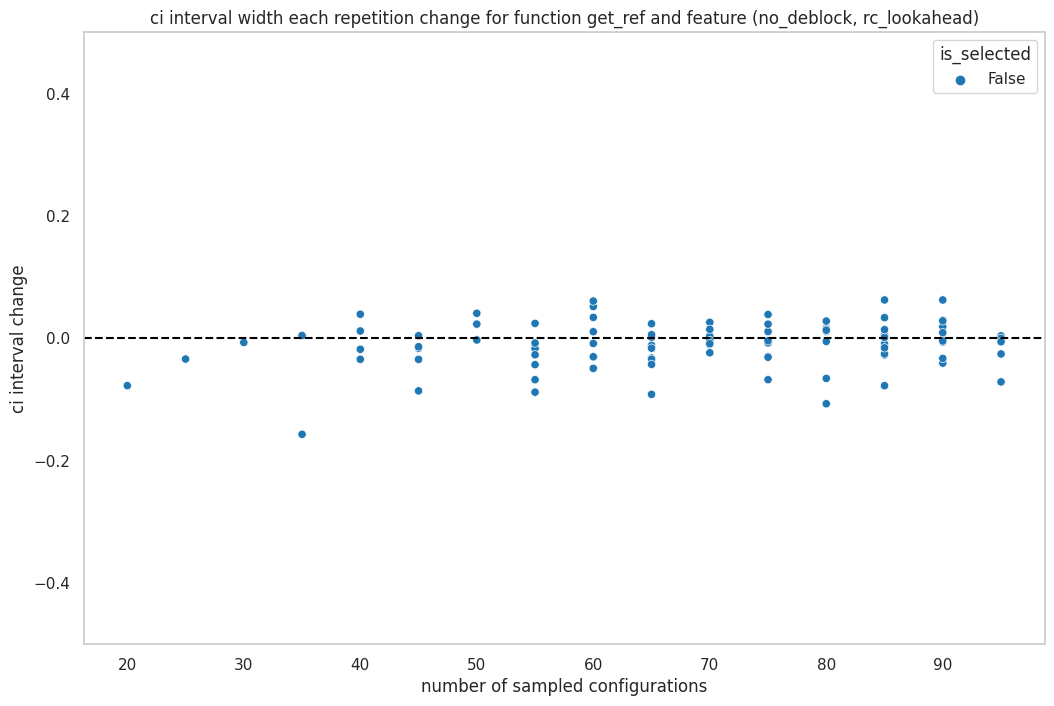 ci interval width each repetition change for function get_ref and feature (no_deblock, rc_lookahead)
is_selected
False
ci interval change
0.4
0.2
0.0
−0.2
−0.4
20 30 40 50 60 70 80 90
number of sampled configurations